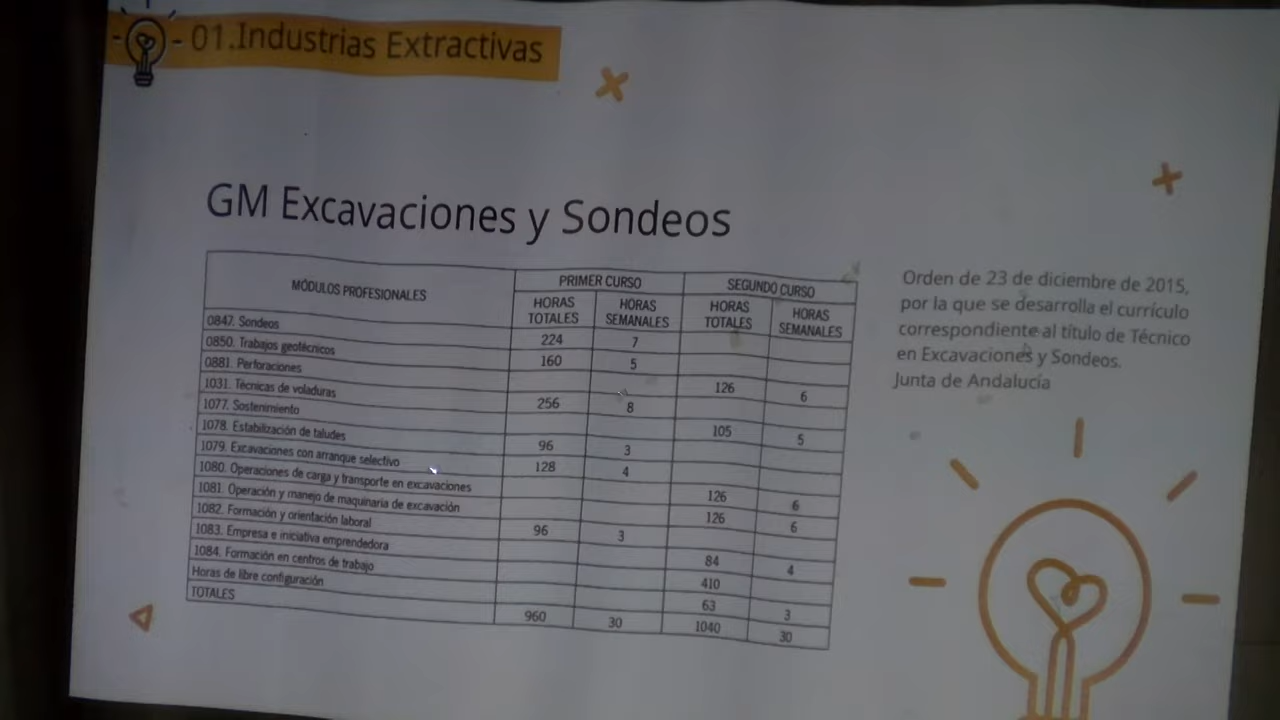 01.Industrias Extractivas
GM Excavaciones y Sondeos
MÓDULOS PROFESIONALES PRIMER CURSO SEGUNDO CURSO
HORAS TOTALES HORAS SEMANALES HORAS TOTALES HORAS SEMANALES
0847. Sondeos 224 7
0850. Trabajos geotécnicos 160 5
0881. Perforaciones 126 6
1031. Técnicas de voladuras 256 8
1077. Sostenimiento 105 5
1078. Estabilización de taludes 96 3
1079. Excavaciones con arranque selectivo 128 4
1080. Operaciones de carga y transporte en excavaciones 126 6
1081. Operación y manejo de maquinaria de excavación 126 6
1082. Formación y orientación laboral 96 3
1083. Empresa e iniciativa emprendedora 84 4
1084. Formación en centros de trabajo 410
Horas de libre configuración 63 3
TOTALES 960 30 1040 30
Orden de 23 de diciembre de 2015,
por la que se desarrolla el currículo
correspondiente al título de Técnico
en Excavaciones y Sondeos.
Junta de Andalucía